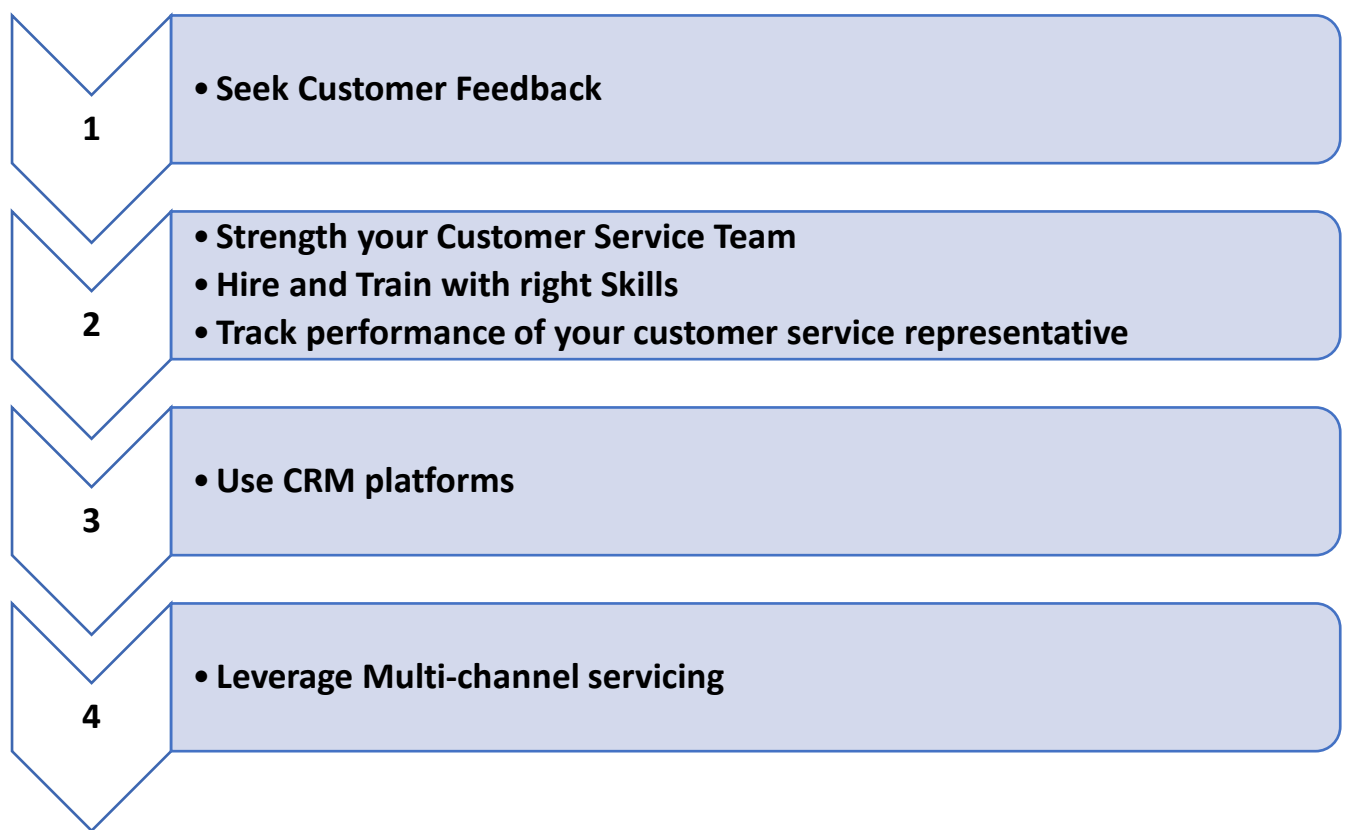 1
• Seek Customer Feedback
2
• Strength your Customer Service Team
• Hire and Train with right Skills
• Track performance of your customer service representative
3
• Use CRM platforms
4
• Leverage Multi-channel servicing